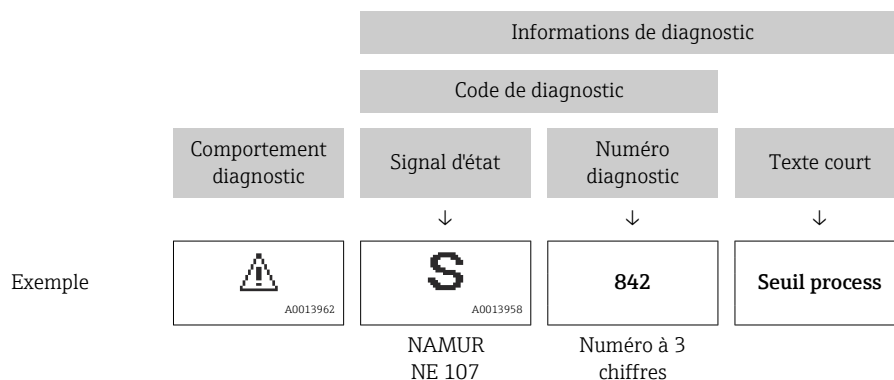 Informations de diagnostic
Code de diagnostic
Comportement
diagnostic
Signal d'état
Numéro
diagnostic
Texte court
↓
↓
↓
Exemple
⚠
A0013962
S
A0013958
842
Seuil process
NAMUR
NE 107
Numéro à 3
chiffres